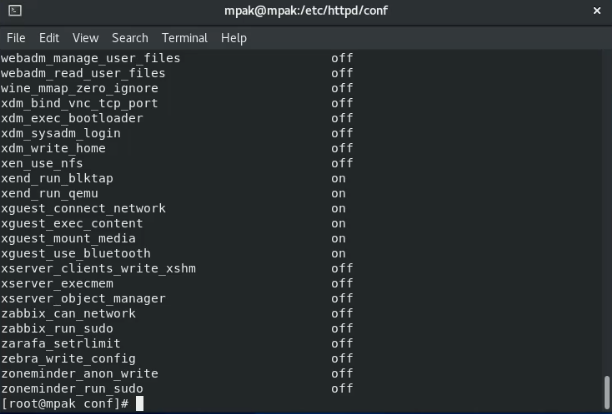 mpak@mpak:/etc/httpd/conf
File Edit View Search Terminal Help
webadm_manage_user_files off
webadm_read_user_files off
wine_mmap_zero_ignore off
xdm_bind_vnc_tcp_port off
xdm_exec_bootloader off
xdm_sysadm_login off
xdm_write_home off
xen_use_nfs off
xend_run_blktap on
xend_run_qemu on
xguest_connect_network on
xguest_exec_content on
xguest_mount_media on
xguest_use_bluetooth on
xserver_clients_write_xshm off
xserver_execmem off
xserver_object_manager off
zabbix_can_network off
zabbix_run_sudo off
zarafa_setrlimit off
zebra_write_config off
zoneminder_anon_write off
zoneminder_run_sudo off
[root@mpak conf]#